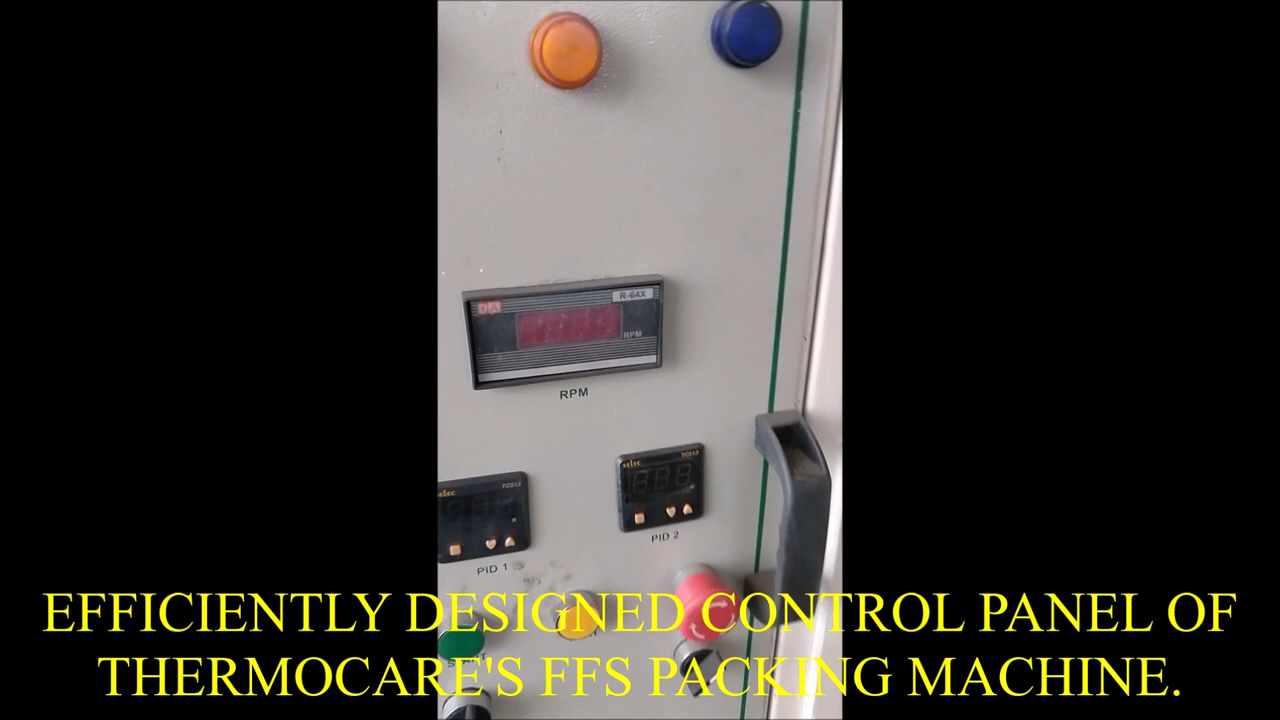 R-64X
RPM
RPM
selec
TC513
selec
TC513
PID 2
PID 1
EFFICIENTLY DESIGNED CONTROL PANEL OF
THERMOCARE'S FFS PACKING MACHINE.